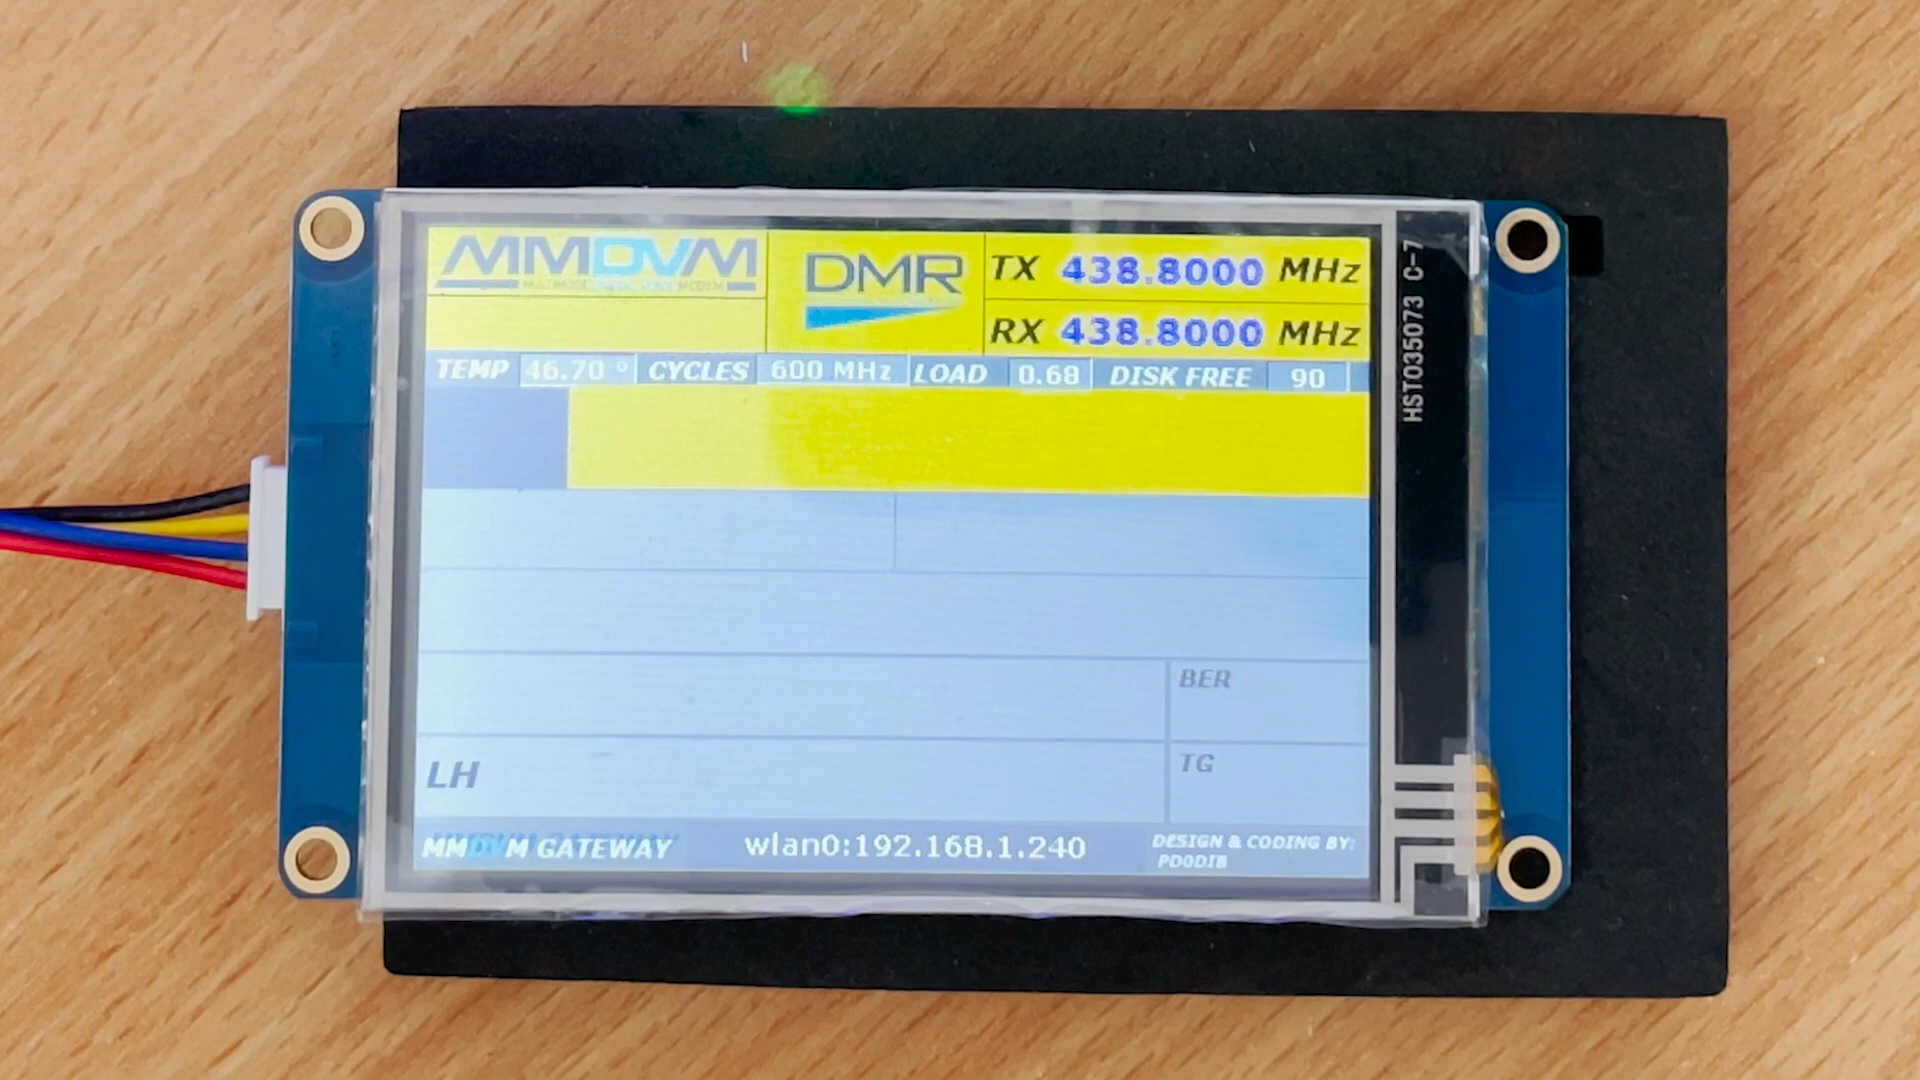 MMDVM
DMR
TX 438.8000 MHz
RX 438.8000 MHz
TEMP 46.70 ° CYCLES 600 MHz LOAD 0.68 DISK FREE 90
BER
LH
TG
MMDVM GATEWAY
wlan0:192.168.1.240
DESIGN & CODING BY:
PD0DIB
HST035073 C-7